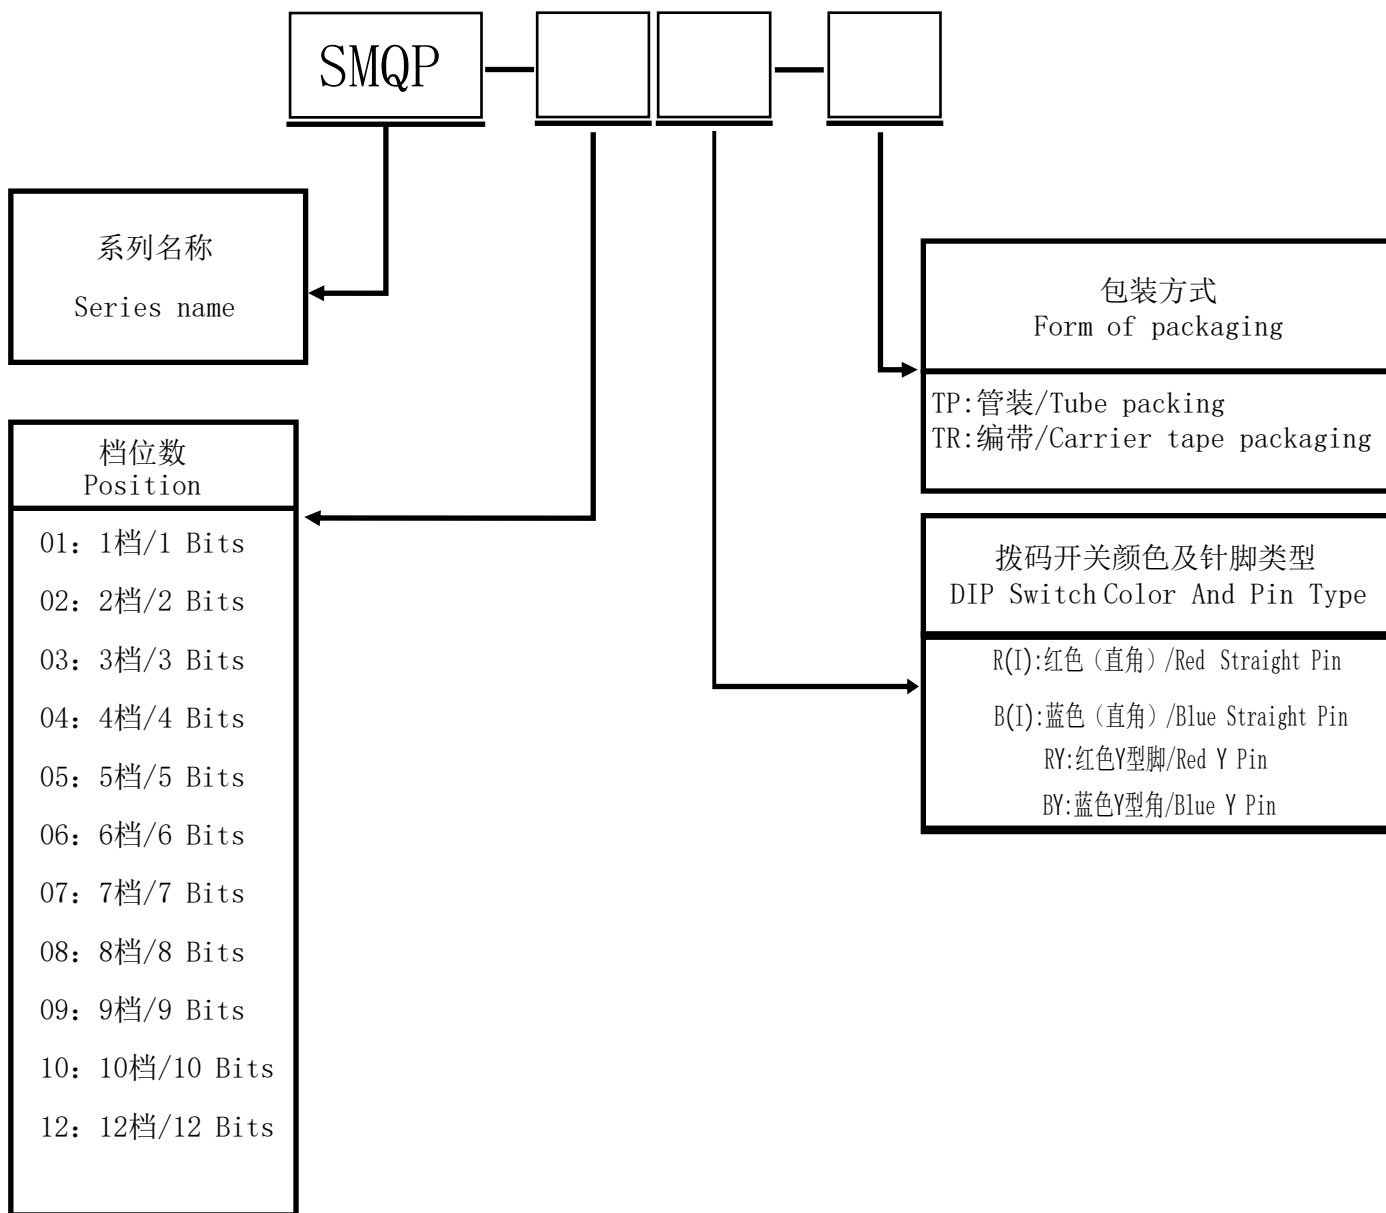 SMQP
系列名称
Series name
档位数
Position
01：1档/1 Bits
02：2档/2 Bits
03：3档/3 Bits
04：4档/4 Bits
05：5档/5 Bits
06：6档/6 Bits
07：7档/7 Bits
08：8档/8 Bits
09：9档/9 Bits
10：10档/10 Bits
12：12档/12 Bits
包装方式
Form of packaging
TP:管装/Tube packing
TR:编带/Carrier tape packaging
拨码开关颜色及针脚类型
DIP Switch Color And Pin Type
R(I):红色（直角）/Red Straight Pin
B(I):蓝色（直角）/Blue Straight Pin
RY:红色Y型脚/Red Y Pin
BY:蓝色Y型角/Blue Y Pin